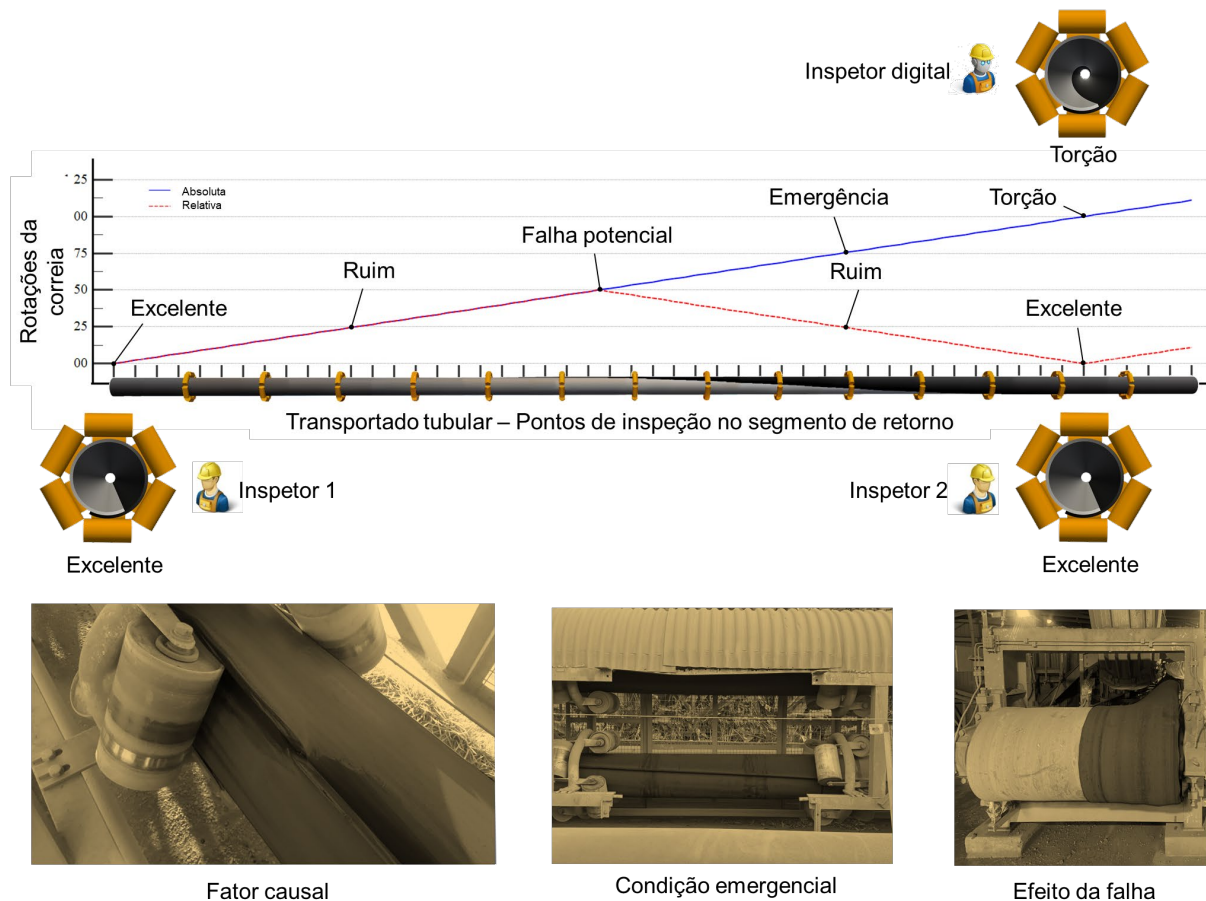 Inspetor digital
Torção
25
Absoluta
Relativa
Emergência
Torção
00
Falha potencial
75
Ruim
Ruim
50
Rotações da
correia
Excelente
Excelente
25
00
Transportado tubular – Pontos de inspeção no segmento de retorno
Inspetor 1
Inspetor 2
Excelente
Excelente
Fator causal
Condição emergencial
Efeito da falha